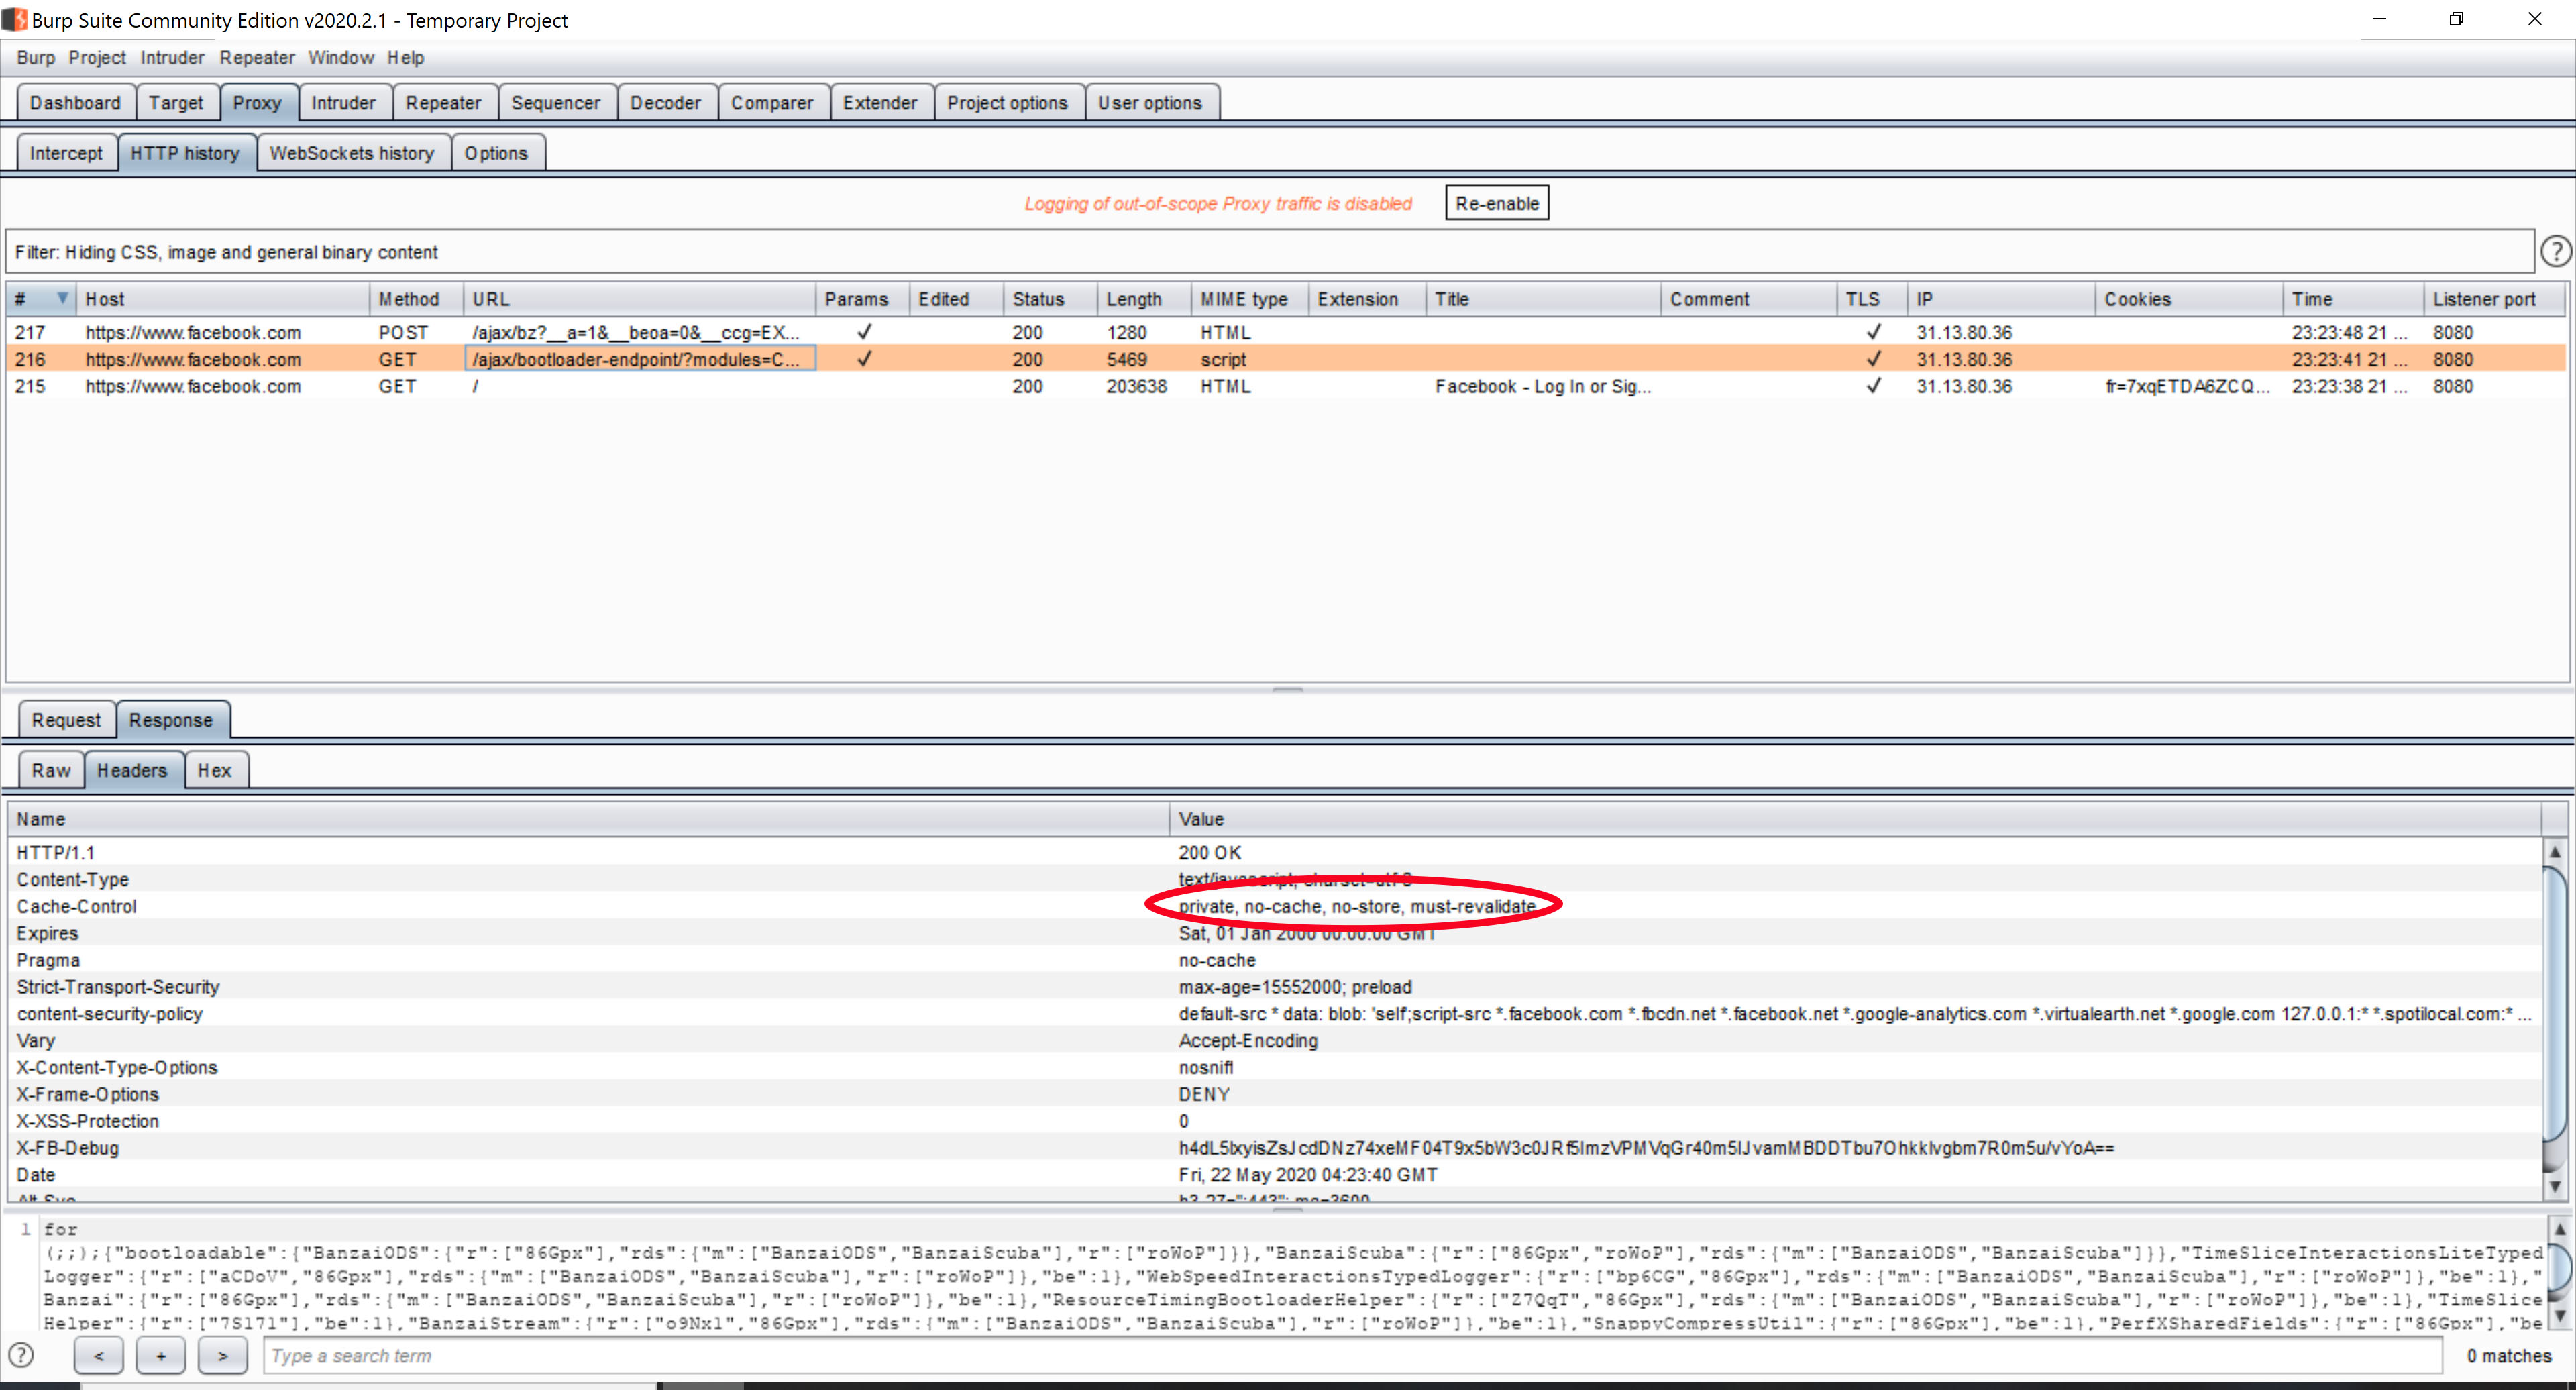 Burp Suite Community Edition v2020.2.1 - Temporary Project
Burp Project Intruder Repeater Window Help
Dashboard Target Proxy Intruder Repeater Sequencer Decoder Comparer Extender Project options User options
Intercept HTTP history WebSockets history Options
Logging of out-of-scope Proxy traffic is disabled Re-enable
Filter: Hiding CSS, image and general binary content ?
# Host Method URL Params Edited Status Length MIME type Extension Title Comment TLS IP Cookies Time Listener port
217 https://www.facebook.com POST /ajax/bz?__a=1&__beoa=0&__ccg=EX... ✓ 200 1280 HTML ✓ 31.13.80.36 23:23:48 21 ... 8080
216 https://www.facebook.com GET /ajax/bootloader-endpoint/?modules=C... ✓ 200 5469 script ✓ 31.13.80.36 23:23:41 21 ... 8080
215 https://www.facebook.com GET / 200 203638 HTML Facebook - Log In or Sig... ✓ 31.13.80.36 fr=7xqETDA6ZCQ... 23:23:38 21 ... 8080
Request Response
Raw Headers Hex
Name Value
HTTP/1.1 200 OK
Content-Type text/javascript; charset=utf-8
Cache-Control private, no-cache, no-store, must-revalidate
Expires Sat, 01 Jan 2000 00:00:00 GMT
Pragma no-cache
Strict-Transport-Security max-age=15552000; preload
content-security-policy default-src * data: blob: 'self';script-src *.facebook.com *.fbcdn.net *.facebook.net *.google-analytics.com *.virtualearth.net *.google.com 127.0.0.1:* *.spotilocal.com:* ...
Vary Accept-Encoding
X-Content-Type-Options nosniff
X-Frame-Options DENY
X-XSS-Protection 0
X-FB-Debug
Date Fri, 22 May 2020 04:23:40 GMT
Alt-Svc h3-27=":443"; ma=3600
1 for
(;;);{"bootloadable":{"BanzaiODS":{"r":["86Gpx"],"rds":{"m":["BanzaiODS","BanzaiScuba"],"r":["roWoP"]}},"BanzaiScuba":{"r":["86Gpx","roWoP"],"rds":{"m":["BanzaiODS","BanzaiScuba"]}},"TimeSliceInteractionsLiteTyped
Logger":{"r":["aCDoV","86Gpx"],"rds":{"m":["BanzaiODS","BanzaiScuba"],"r":["roWoP"]},"be":1},"WebSpeedInteractionsTypedLogger":{"r":["bp6CG","86Gpx"],"rds":{"m":["BanzaiODS","BanzaiScuba"],"r":["roWoP"]},"be":1},"
Banzai":{"r":["86Gpx"],"rds":{"m":["BanzaiODS","BanzaiScuba"],"r":["roWoP"]},"be":1},"ResourceTimingBootloaderHelper":{"r":["Z7QqT","86Gpx"],"rds":{"m":["BanzaiODS","BanzaiScuba"],"r":["roWoP"]},"be":1},"TimeSlice
Helper":{"r":["7S171"],"be":1},"BanzaiStream":{"r":["o9Nx1","86Gpx"],"rds":{"m":["BanzaiODS","BanzaiScuba"],"r":["roWoP"]},"be":1},"SnappyCompressUtil":{"r":["86Gpx"],"be":1},"PerfXSharedFields":{"r":["86Gpx"],"be
? < + > Type a search term 0 matches